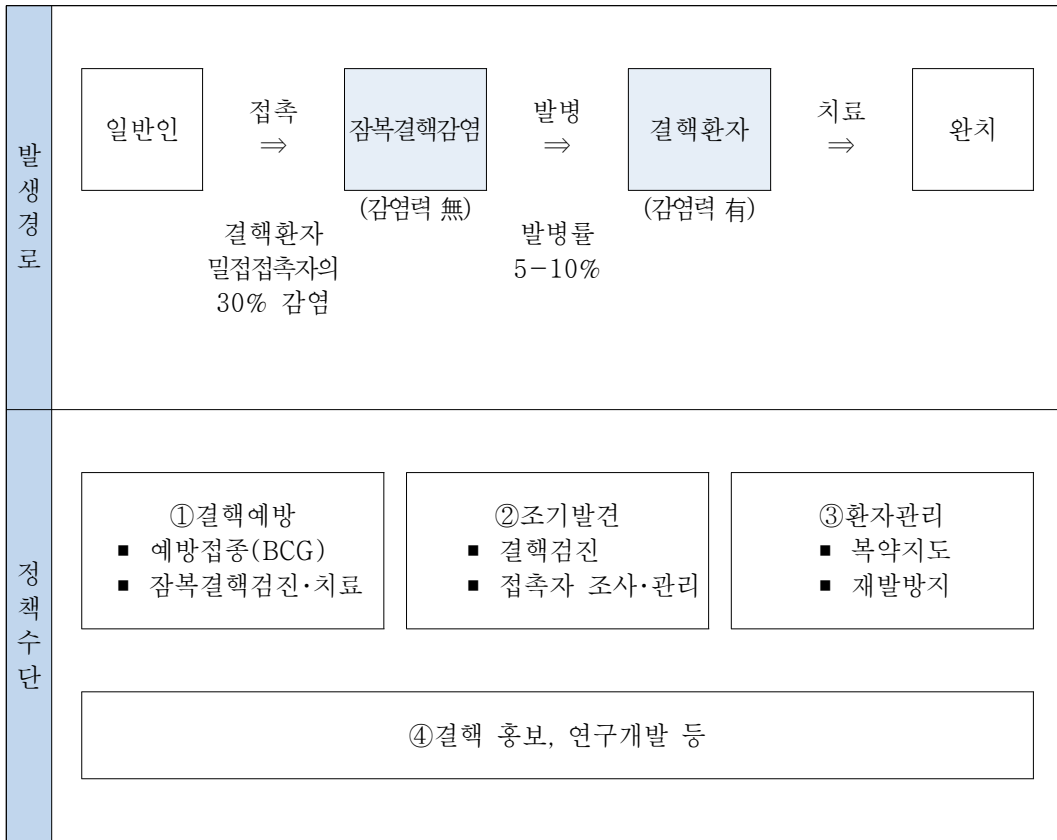 발생경로
일반인
접촉
⇒
잠복결핵감염
(감염력 無)
발병
⇒
결핵환자
(감염력 有)
치료
⇒
완치
결핵환자
밀접접촉자의
30% 감염
발병률
5-10%
정책수단
①결핵예방
▪ 예방접종(BCG)
▪ 잠복결핵검진·치료
②조기발견
▪ 결핵검진
▪ 접촉자 조사·관리
③환자관리
▪ 복약지도
▪ 재발방지
④결핵 홍보, 연구개발 등